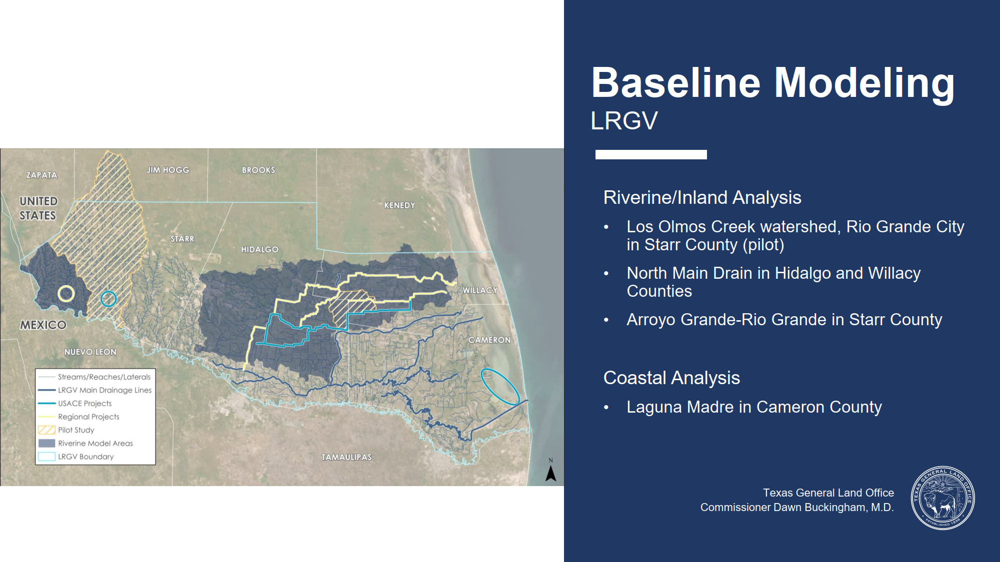 Baseline Modeling
LRGV
Riverine/Inland Analysis
• Los Olmos Creek watershed, Rio Grande City
in Starr County (pilot)
• North Main Drain in Hidalgo and Willacy
Counties
• Arroyo Grande-Rio Grande in Starr County
Coastal Analysis
• Laguna Madre in Cameron County
Texas General Land Office
Commissioner Dawn Buckingham, M.D.
TEXAS GENERAL LAND OFFICE
ESTABLISHED 1836
ZAPATA
JIM HOGG
BROOKS
UNITED
STATES
KENEDY
STARR
HIDALGO
WILLACY
MEXICO
CAMERON
NUEVO LEON
TAMAULIPAS
N
Streams/Reaches/Laterals
LRGV Main Drainage Lines
USACE Projects
Regional Projects
Pilot Study
Riverine Model Areas
LRGV Boundary